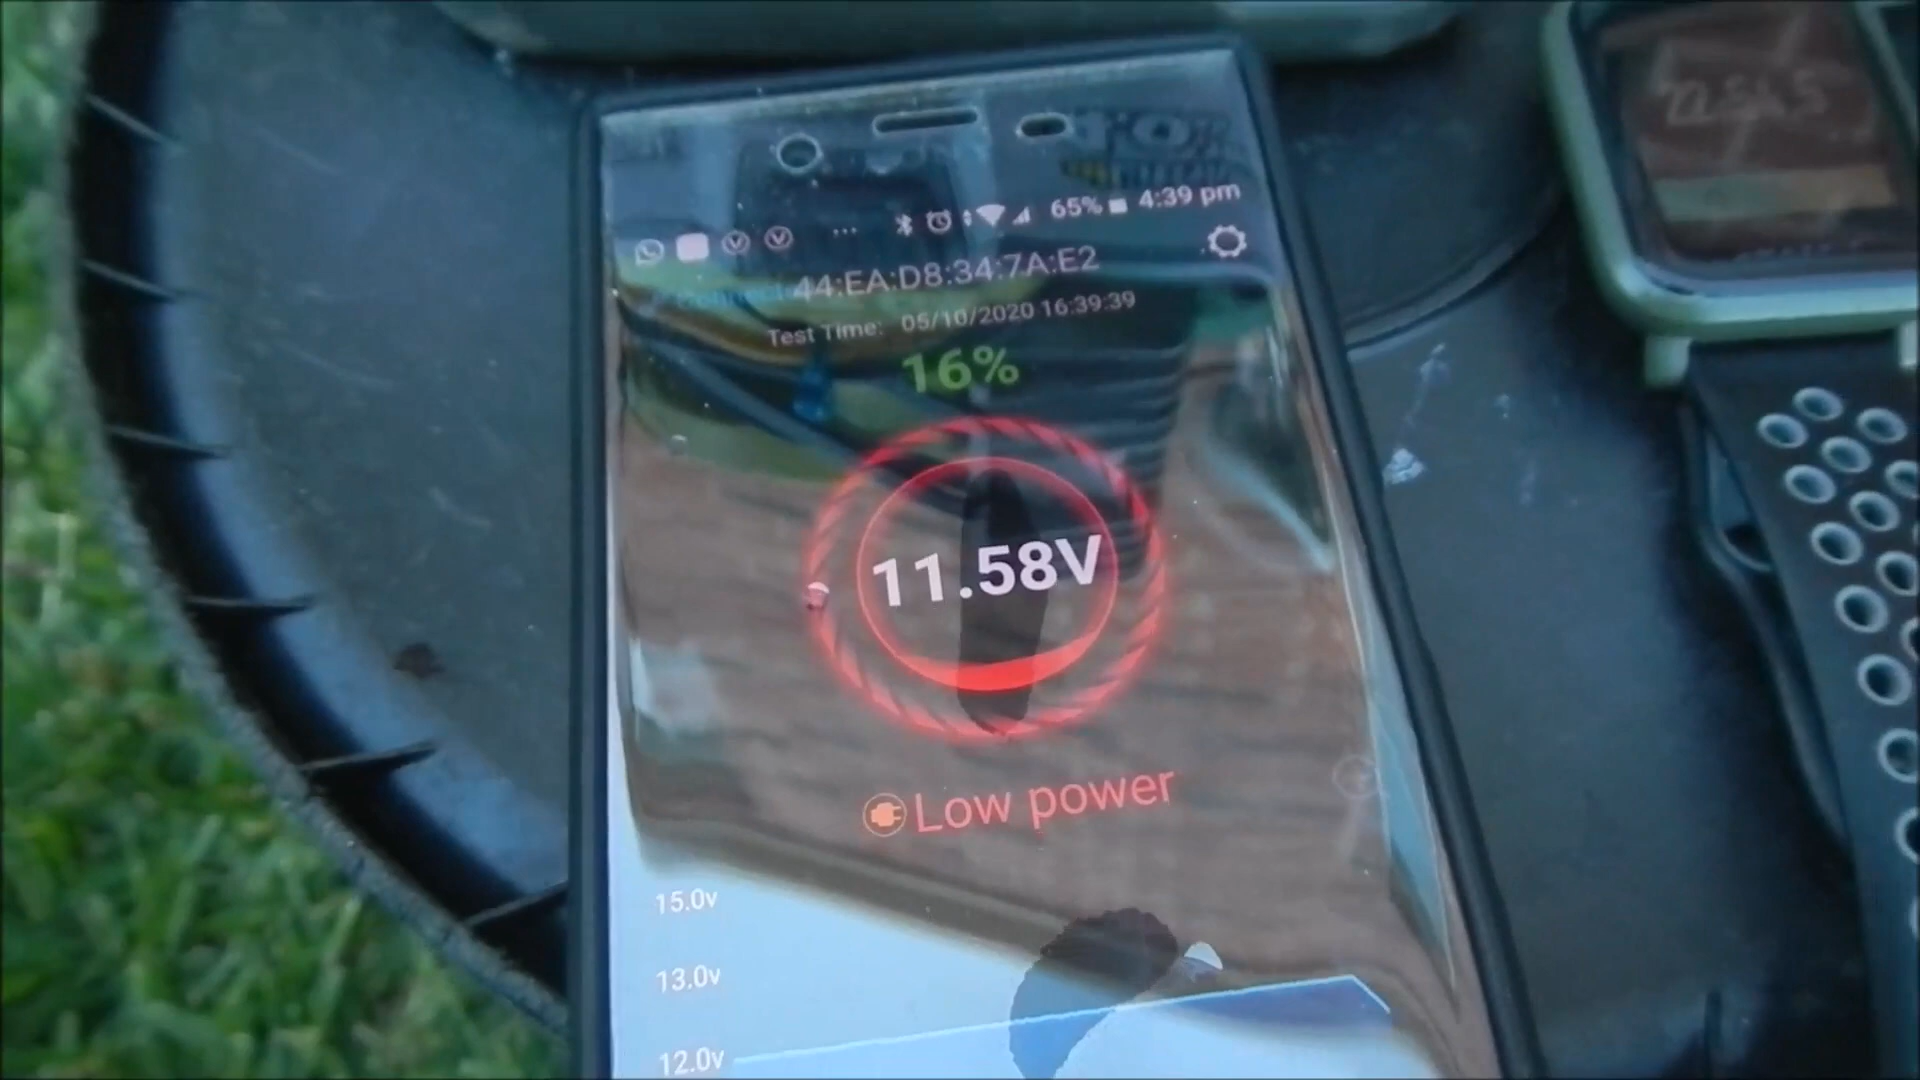 65% 4:39 pm
44:EA:D8:34:7A:E2
Test Time: 05/10/2020 16:39:39
16%
11.58V
Low power
15.0v
13.0v
12.0v